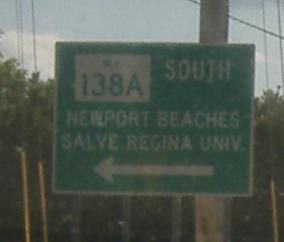 R.I.
138A SOUTH
NEWPORT BEACHES
SALVE REGINA UNIV.